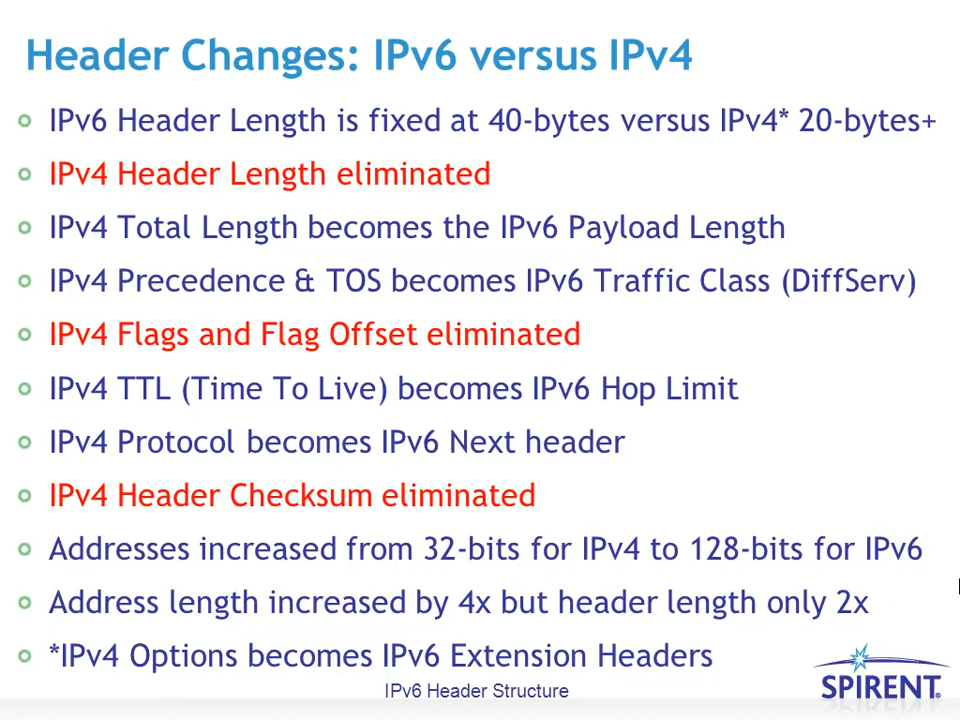 Header Changes: IPv6 versus IPv4
IPv6 Header Length is fixed at 40-bytes versus IPv4* 20-bytes+
IPv4 Header Length eliminated
IPv4 Total Length becomes the IPv6 Payload Length
IPv4 Precedence & TOS becomes IPv6 Traffic Class (DiffServ)
IPv4 Flags and Flag Offset eliminated
IPv4 TTL (Time To Live) becomes IPv6 Hop Limit
IPv4 Protocol becomes IPv6 Next header
IPv4 Header Checksum eliminated
Addresses increased from 32-bits for IPv4 to 128-bits for IPv6
Address length increased by 4x but header length only 2x
*IPv4 Options becomes IPv6 Extension Headers
IPv6 Header Structure
SPIRENT®